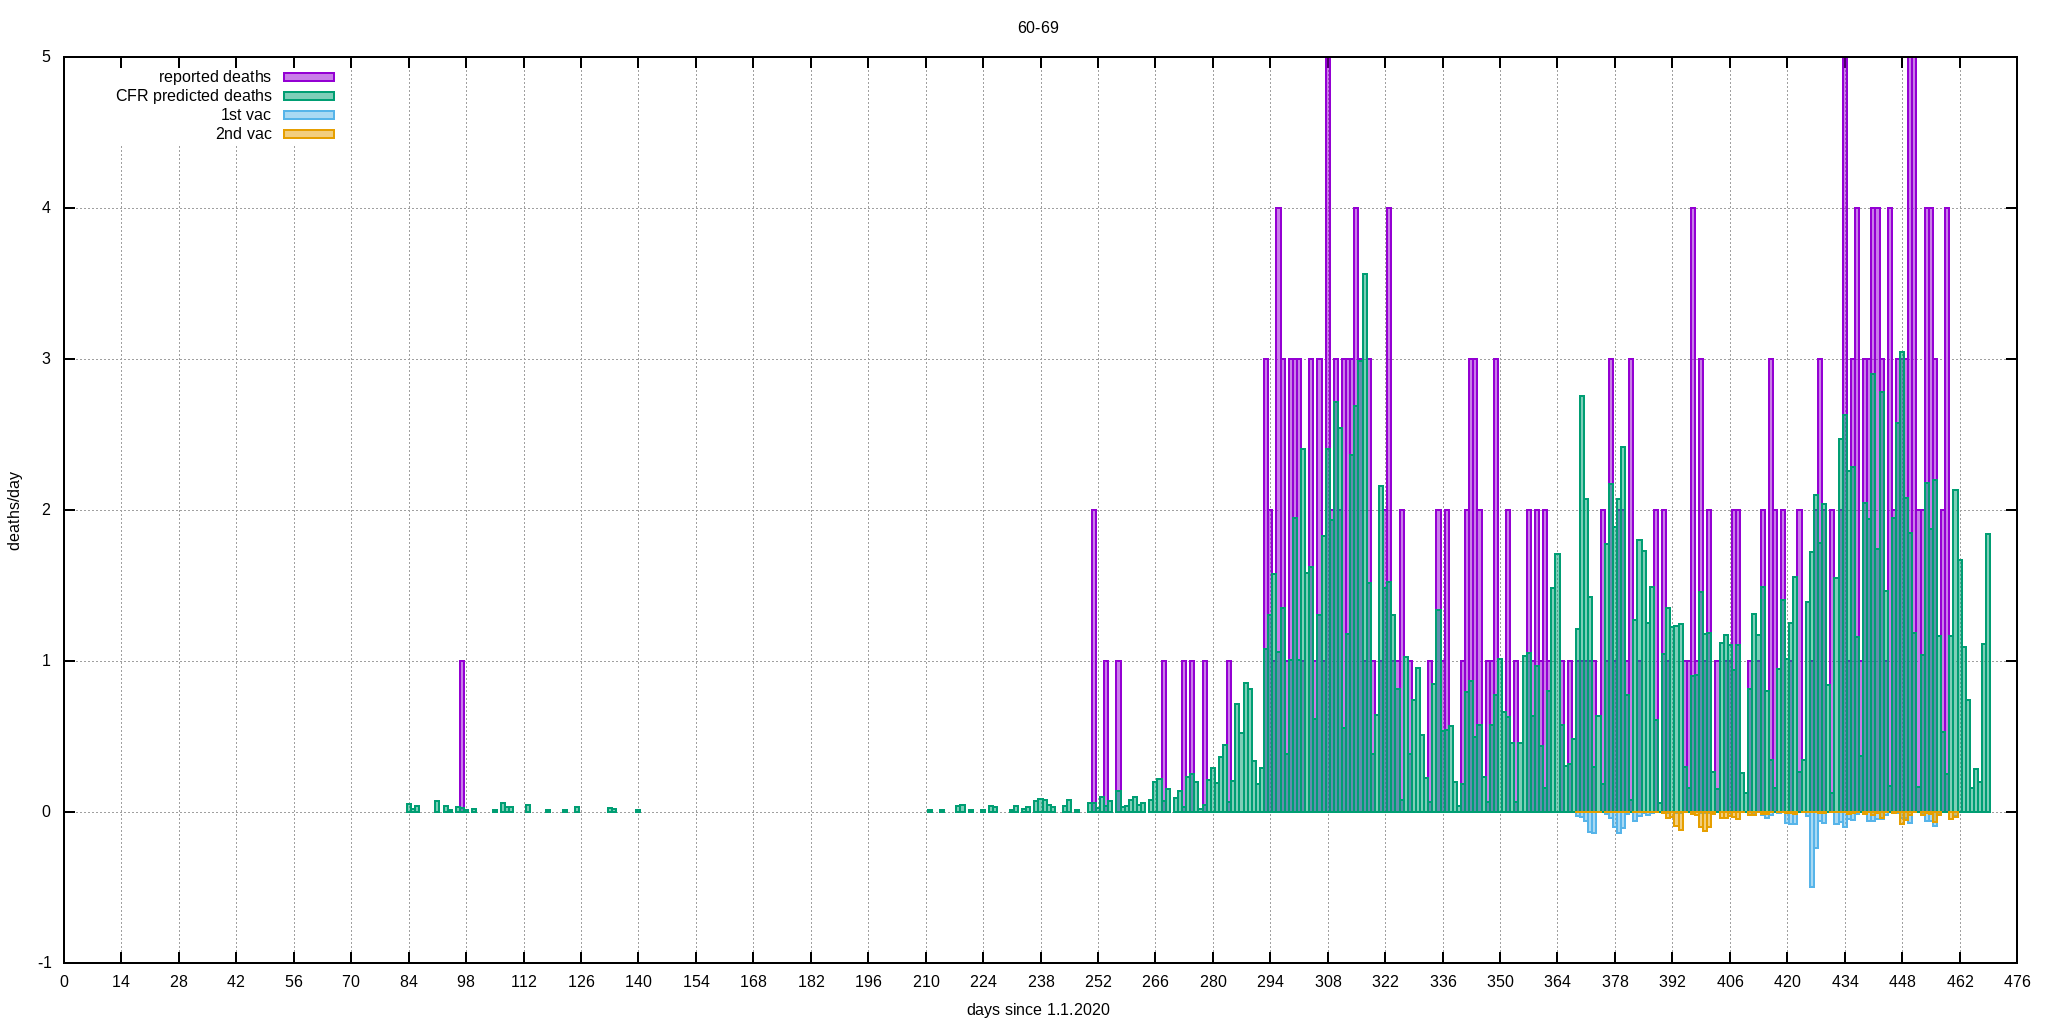 60-69
reported deaths
CFR predicted deaths
1st vac
2nd vac
5
4
3
2
1
0
-1
deaths/day
0 14 28 42 56 70 84 98 112 126 140 154 168 182 196 210 224 238 252 266 280 294 308 322 336 350 364 378 392 406 420 434 448 462 476
days since 1.1.2020